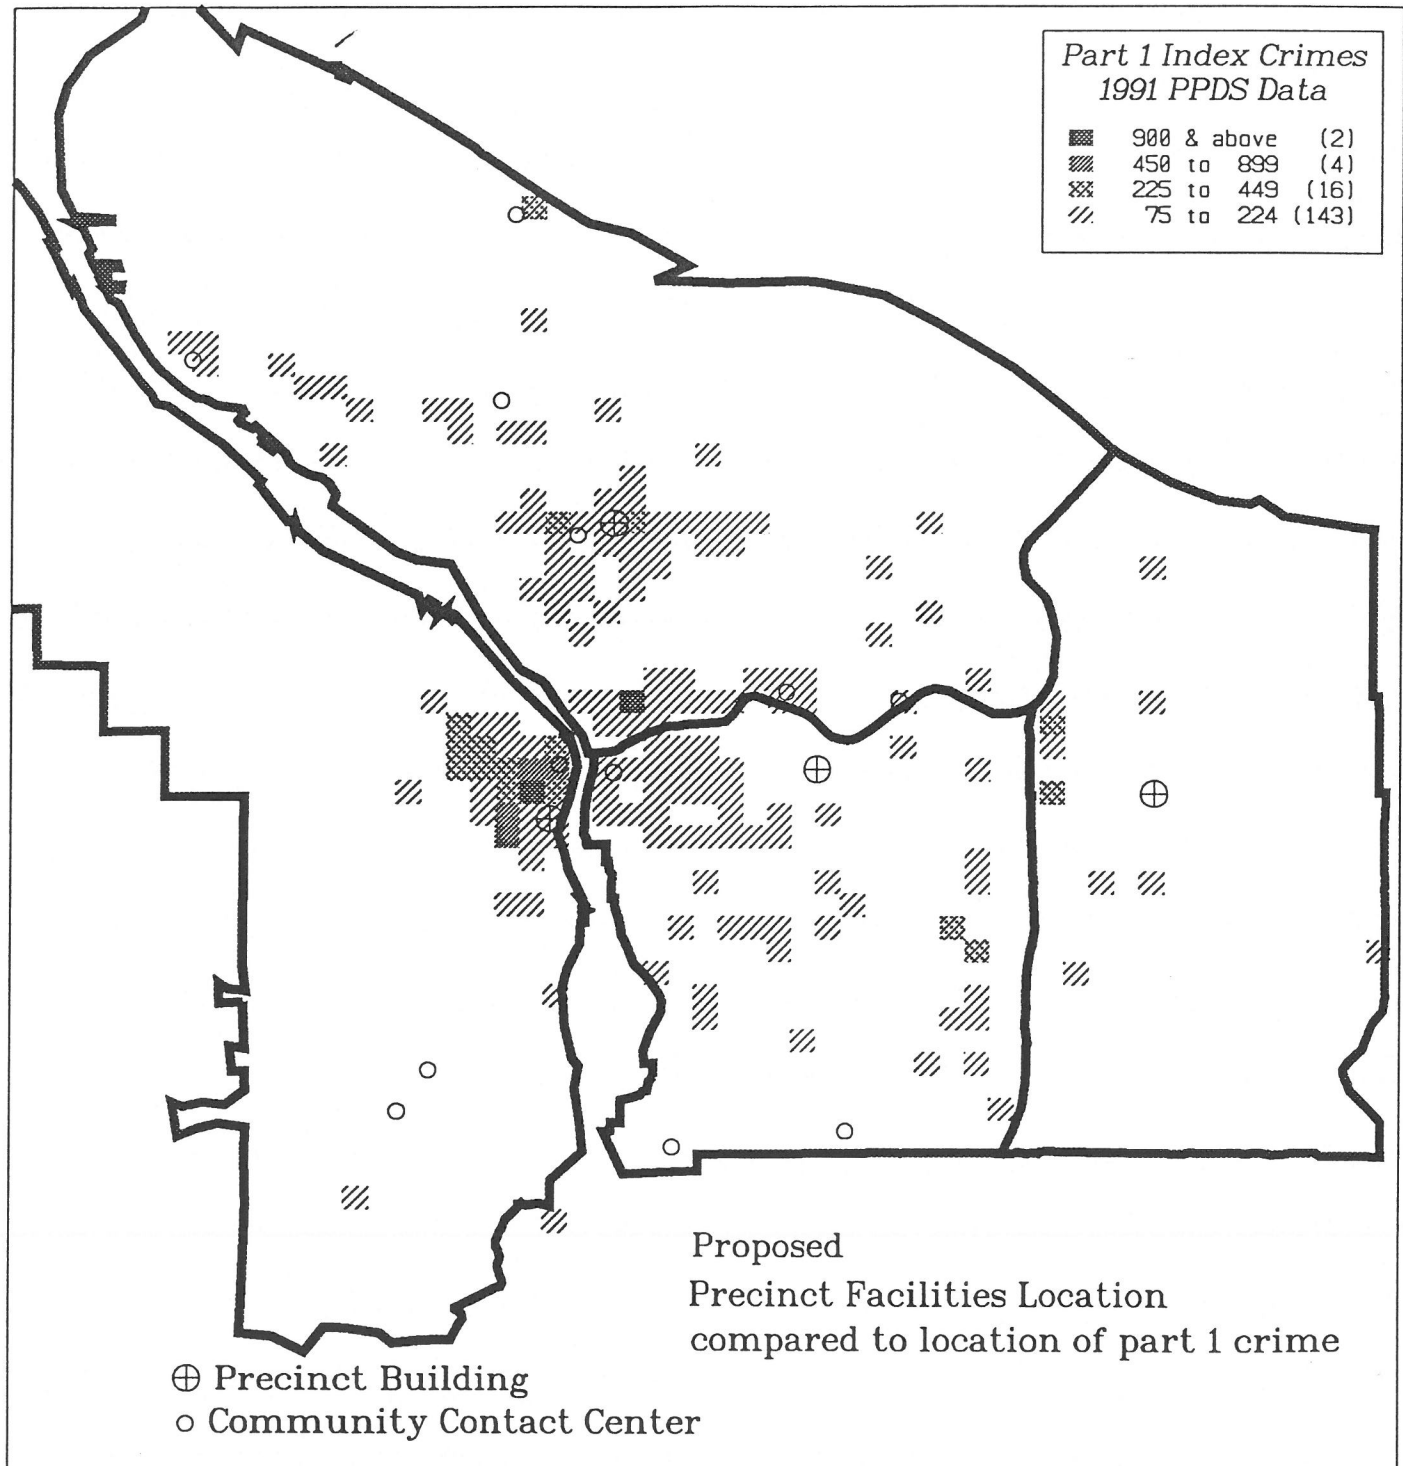 Part 1 Index Crimes
1991 PPDS Data
900 & above (2)
450 to 899 (4)
225 to 449 (16)
75 to 224 (143)
Proposed
Precinct Facilities Location
compared to location of part 1 crime
Precinct Building
Community Contact Center